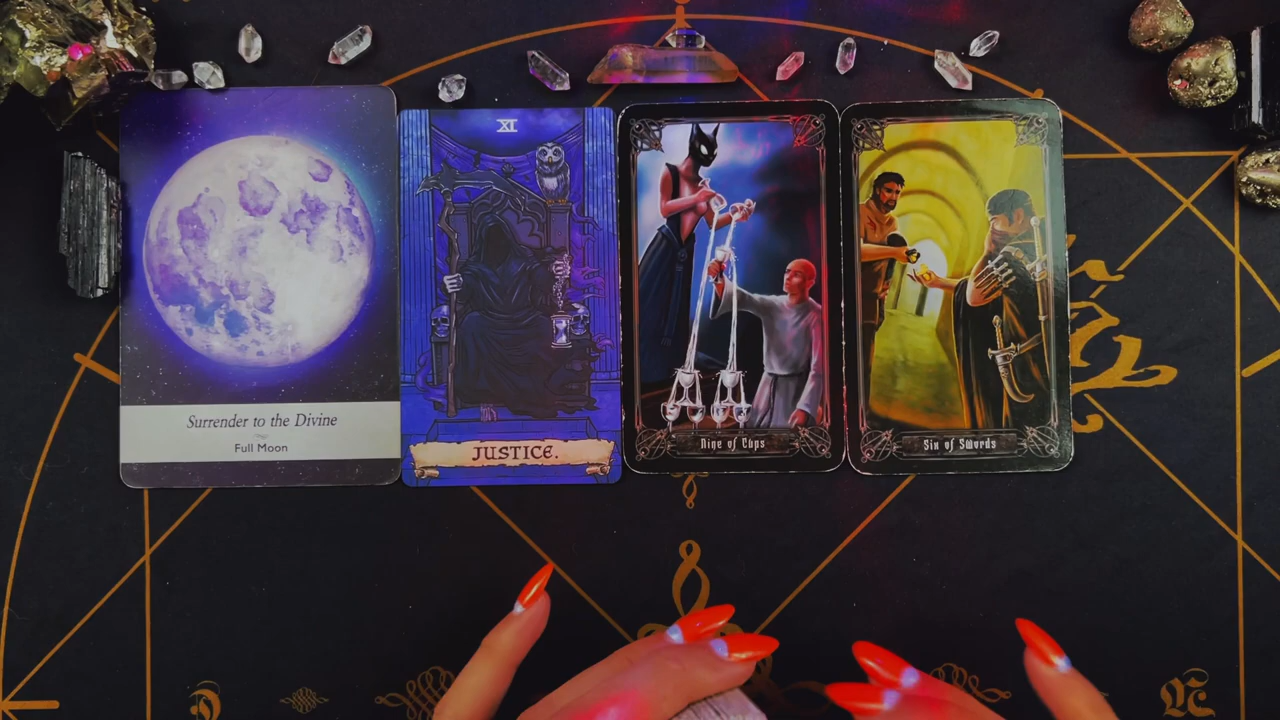 Surrender to the Divine
Full Moon
XI
JUSTICE.
Nine of Cups
Six of Swords